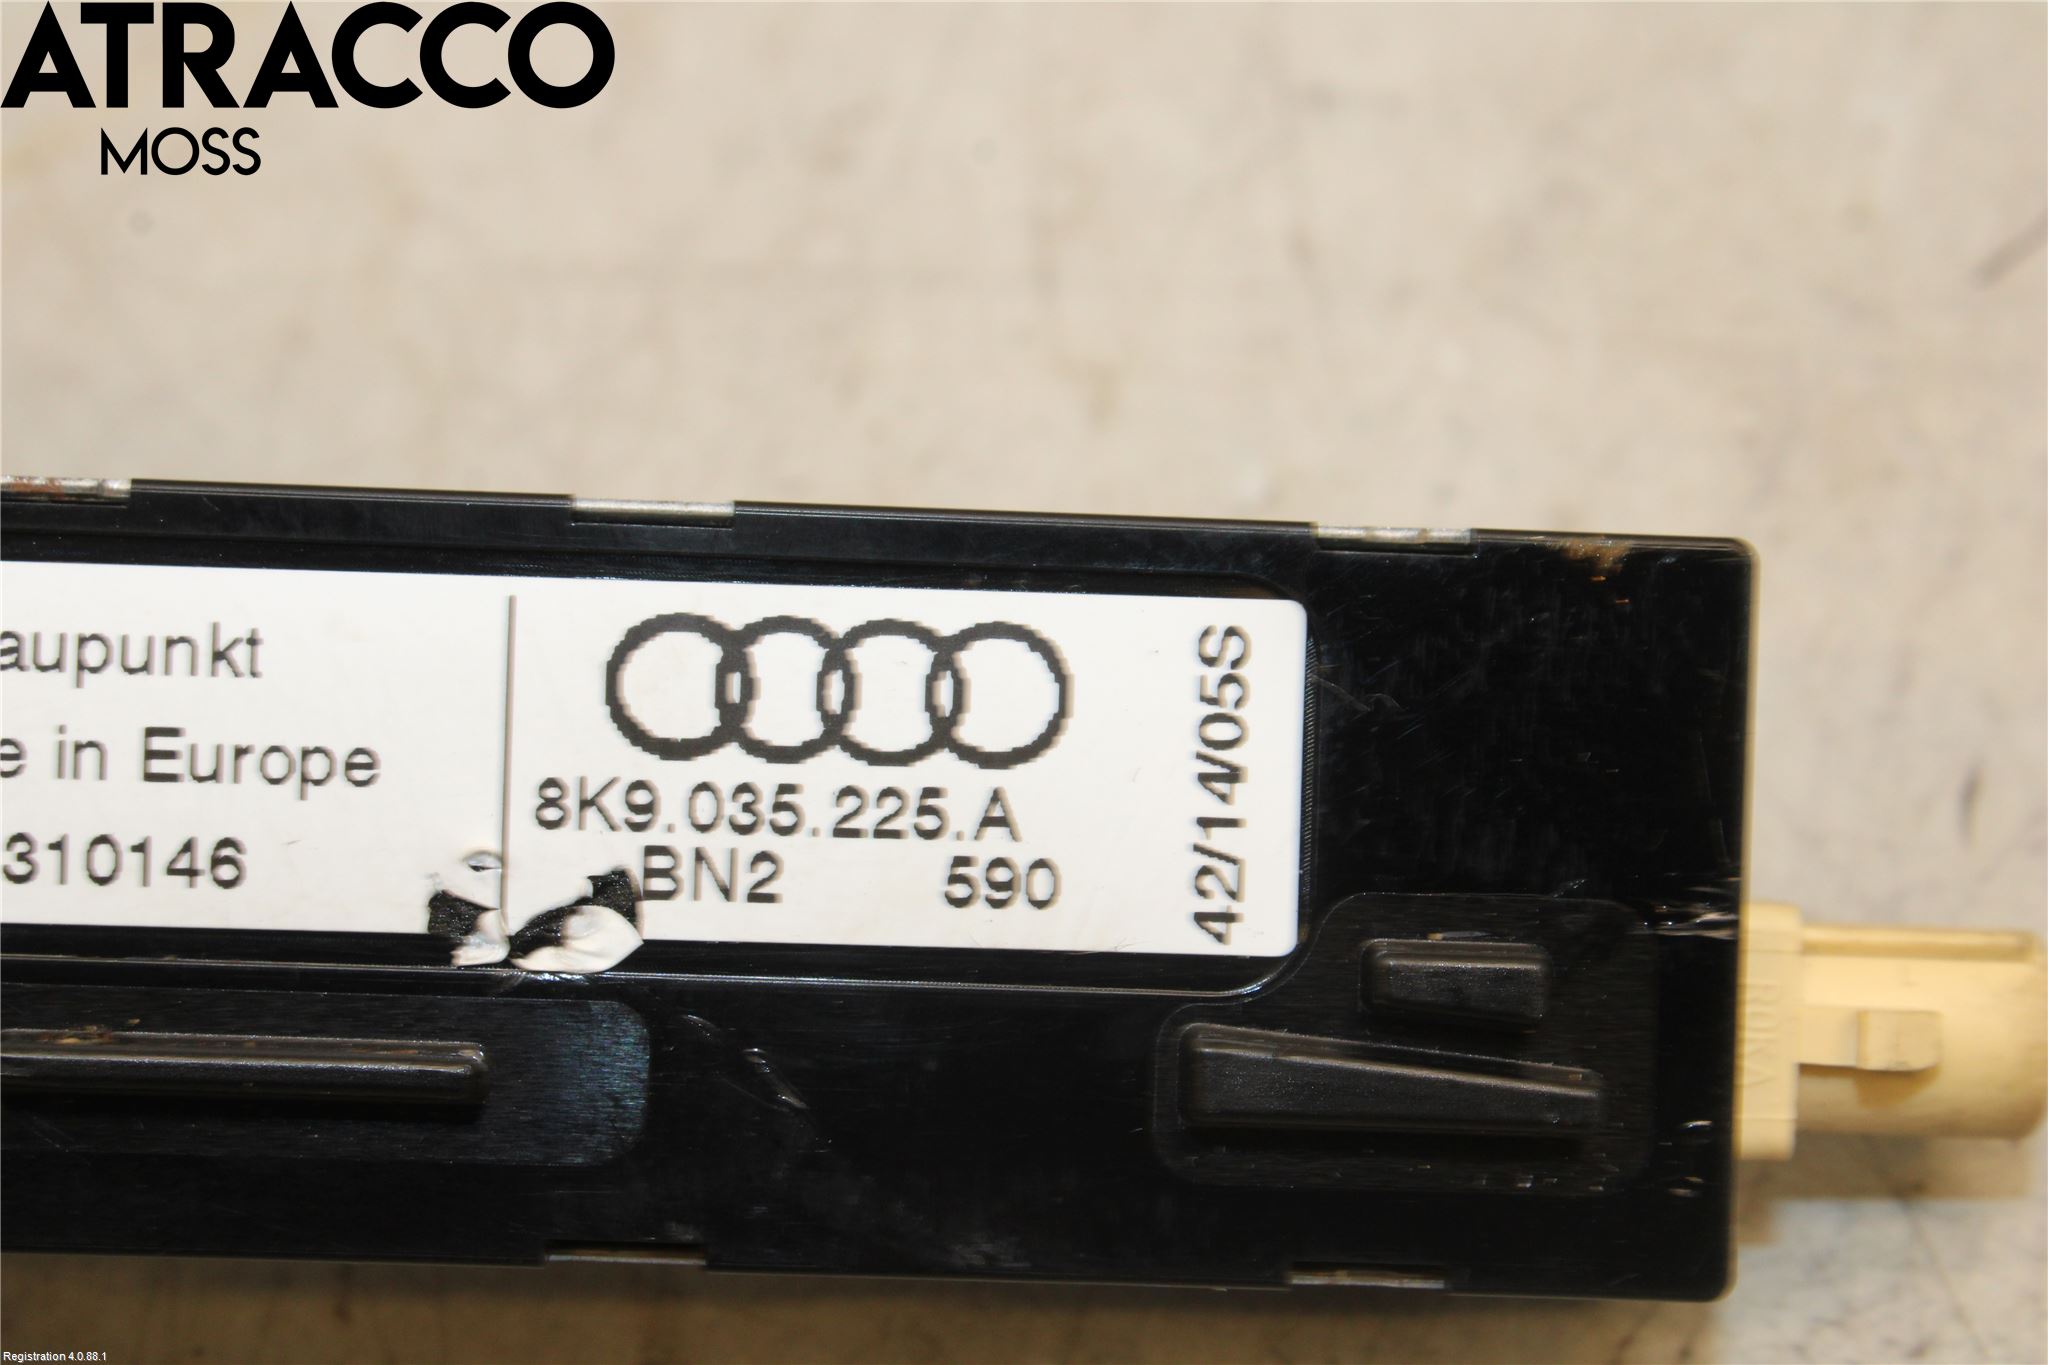 ATRACCO
MOSS
aupunkt
e in Europe
310146
8K9.035.225.A
BN2 590
42/14/05S
Registration 4.0.88.1